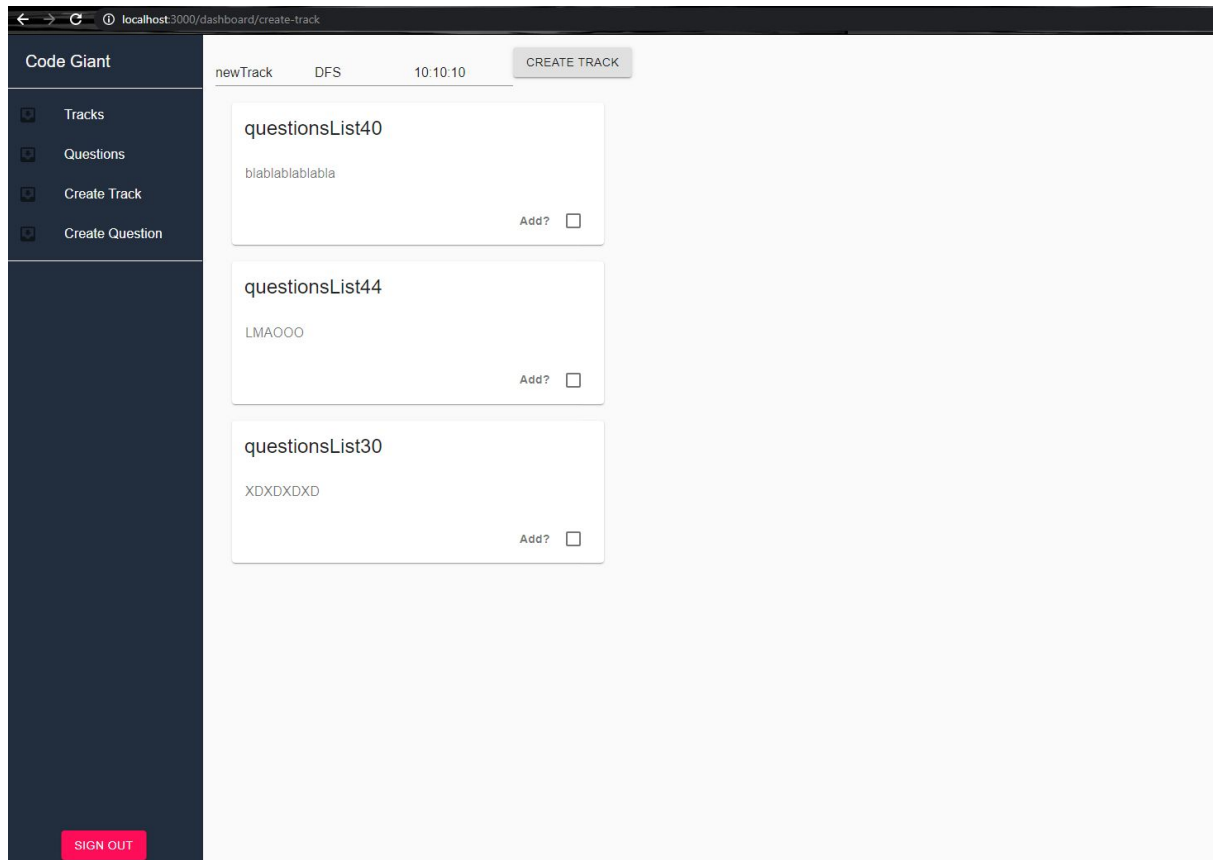 localhost:3000/dashboard/create-track
Code Giant
Tracks
Questions
Create Track
Create Question
SIGN OUT
newTrack DFS 10:10:10 CREATE TRACK
questionsList40
blablablablabla
Add?
questionsList44
LMAOOO
Add?
questionsList30
XDXDXDXD
Add?